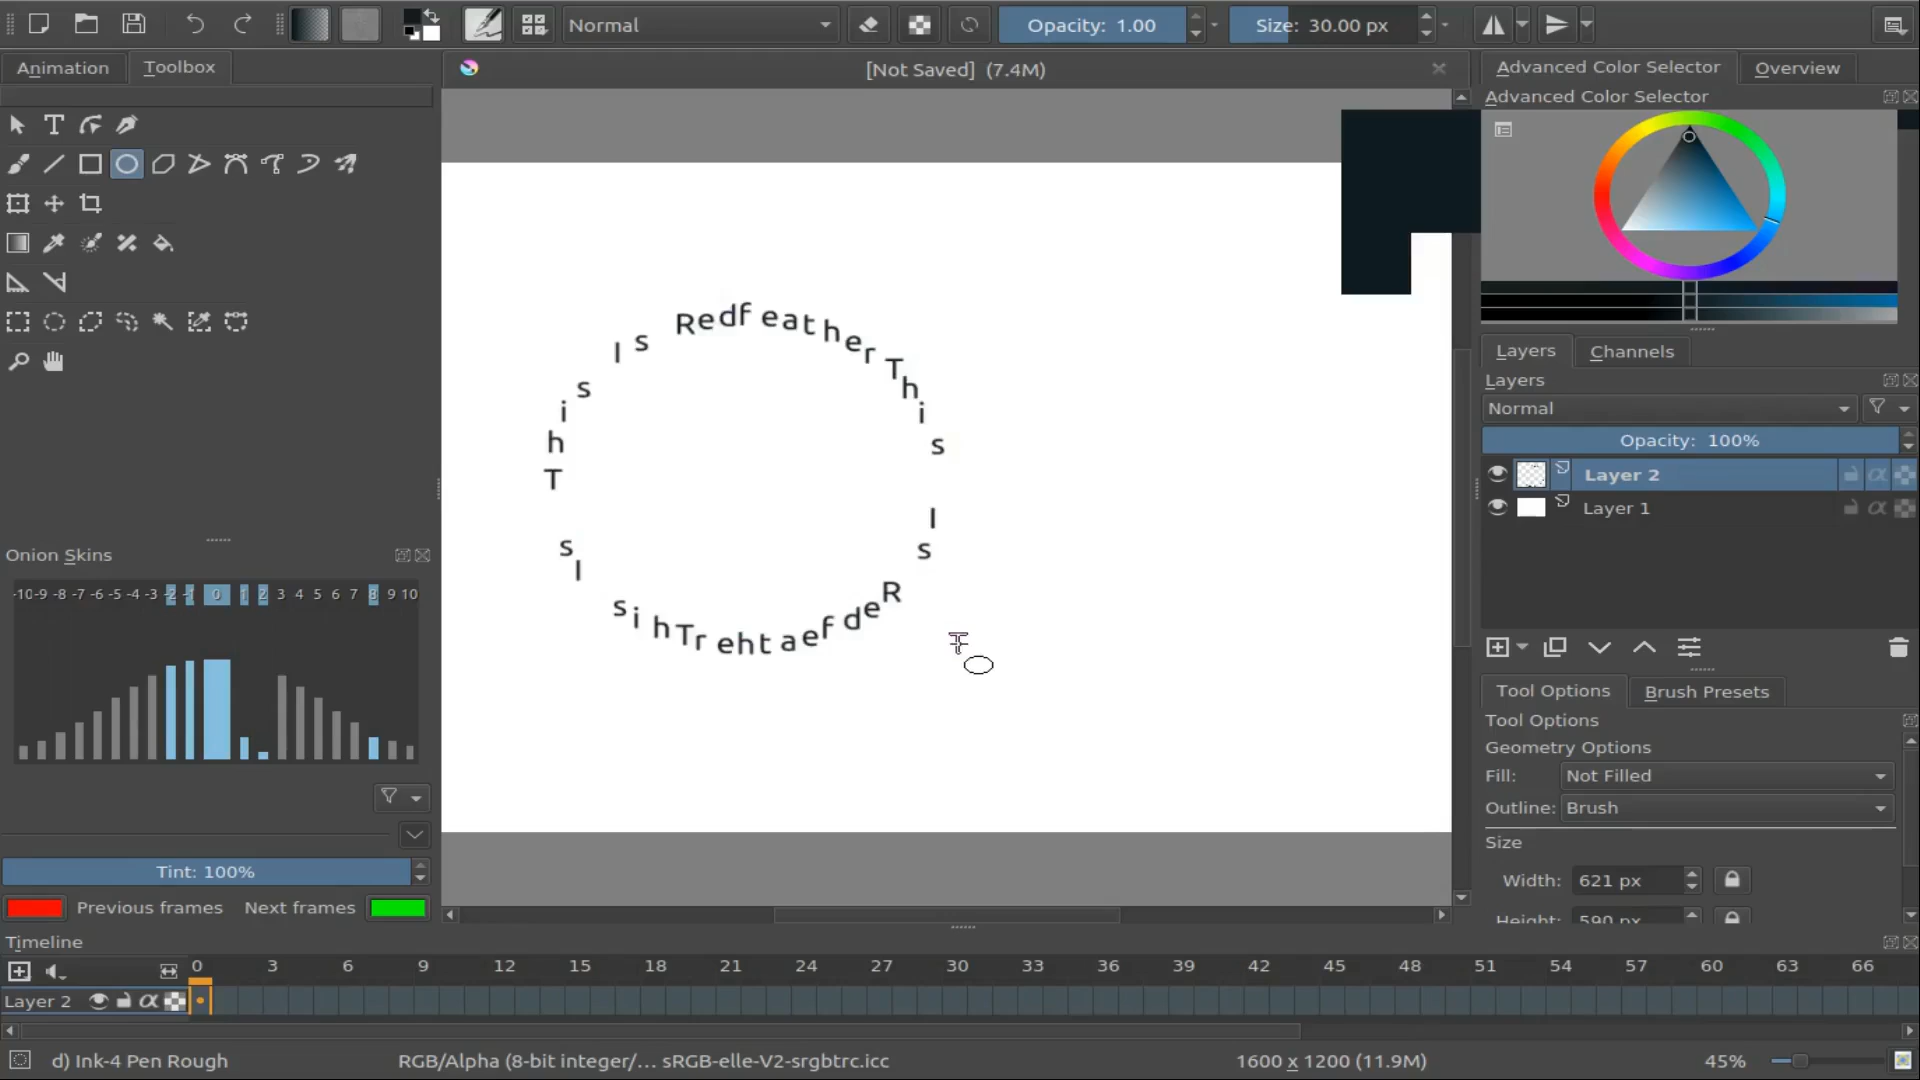 Normal
Opacity: 1.00
Size: 30.00 px
Animation
Toolbox
[Not Saved] (7.4M)
Advanced Color Selector
Overview
Advanced Color Selector
This Is RedfeatherThis Is RedfeatherThis Is
Layers
Channels
Layers
Normal
Opacity: 100%
Layer 2
Layer 1
Onion Skins
-10 -9 -8 -7 -6 -5 -4 -3 -2 -1 0 1 2 3 4 5 6 7 8 9 10
Tint: 100%
Previous frames
Next frames
Tool Options
Brush Presets
Tool Options
Geometry Options
Fill: Not Filled
Outline: Brush
Size
Width: 621 px
Height: 590 px
Timeline
0 3 6 9 12 15 18 21 24 27 30 33 36 39 42 45 48 51 54 57 60 63 66
Layer 2
d) Ink-4 Pen Rough
RGB/Alpha (8-bit integer/... sRGB-elle-V2-srgbtrc.icc
1600 x 1200 (11.9M)
45%